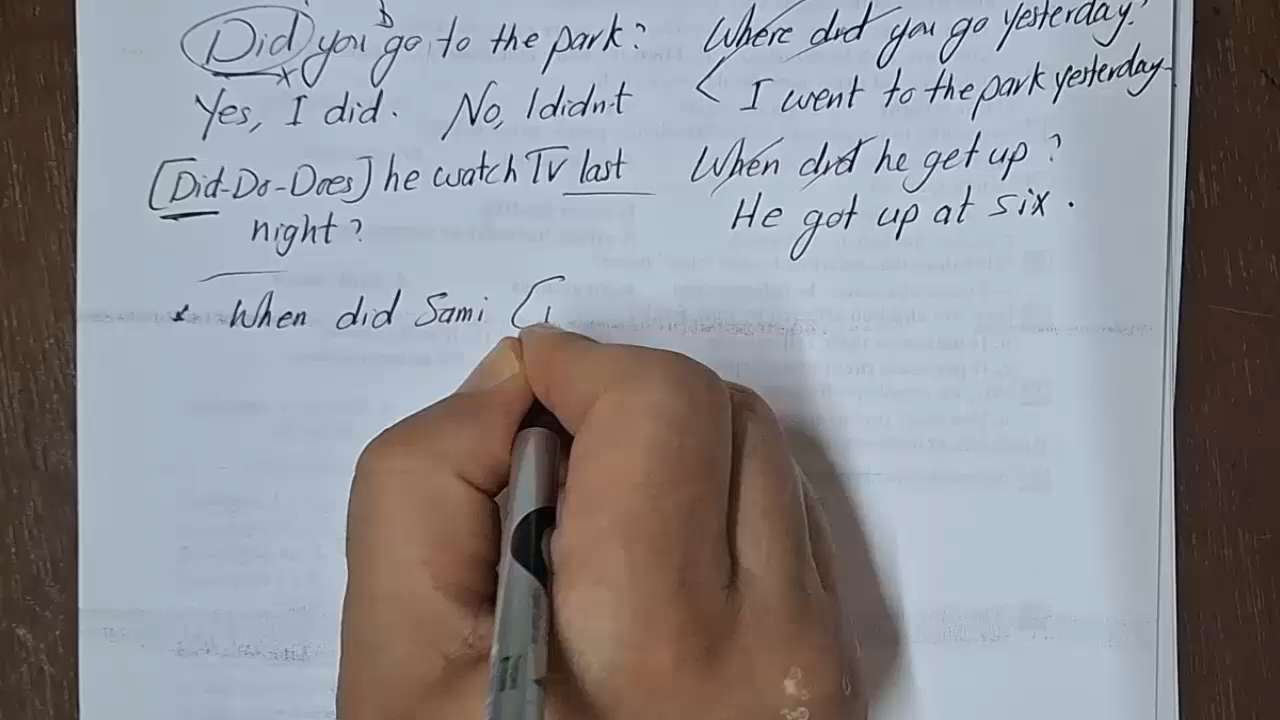 Did you go to the park?
Yes, I did. No, I didn't
[Did-Do-Does] he watch TV last
night?
Where did you go yesterday?
I went to the park yesterday.
When did he get up?
He got up at six.
* When did Sami (